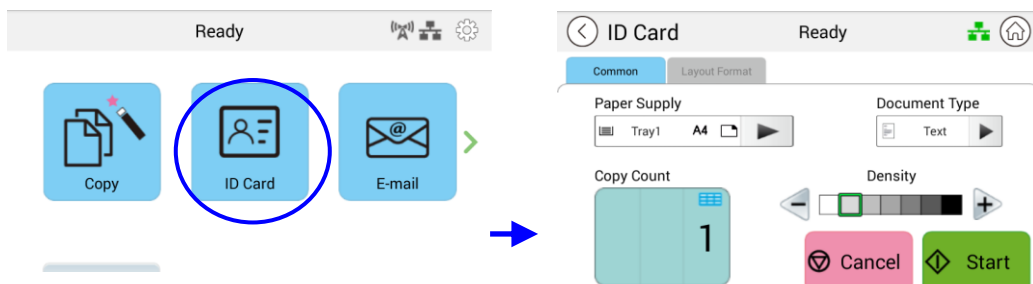 Ready
Copy
ID Card
@
E-mail
ID Card
Ready
Common
Layout Format
Paper Supply
Document Type
Tray1 A4
Text
Copy Count
Density
1
Cancel
Start